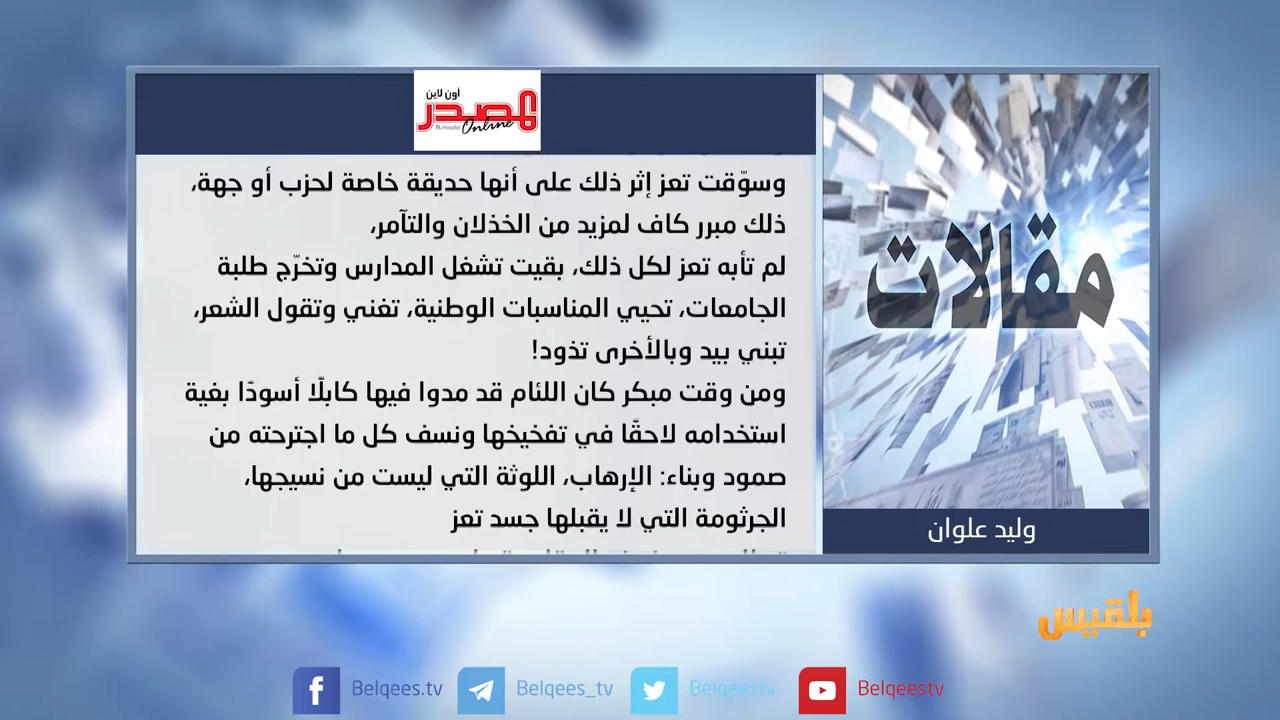 أون لاين
المصدر
Almasdar Online
وسوّقت تعز إثر ذلك على أنها حديقة خاصة لحزب أو جهة،
ذلك مبرر كاف لمزيد من الخذلان والتآمر،
لم تأبه تعز لكل ذلك، بقيت تشغل المدارس وتخرّج طلبة
الجامعات، تحيي المناسبات الوطنية، تغني وتقول الشعر،
تبني بيد وبالأخرى تذود!
ومن وقت مبكر كان اللئام قد مدوا فيها كابلًا أسودًا بغية
استخدامه لاحقًا في تفخيخها ونسف كل ما اجترحته من
صمود وبناء: الإرهاب، اللوثة التي ليست من نسيجها،
الجرثومة التي لا يقبلها جسد تعز
مقالات
وليد علوان
بلقيس
Belqees.tv
Belqees_tv
Belqeestv
Belqeestv